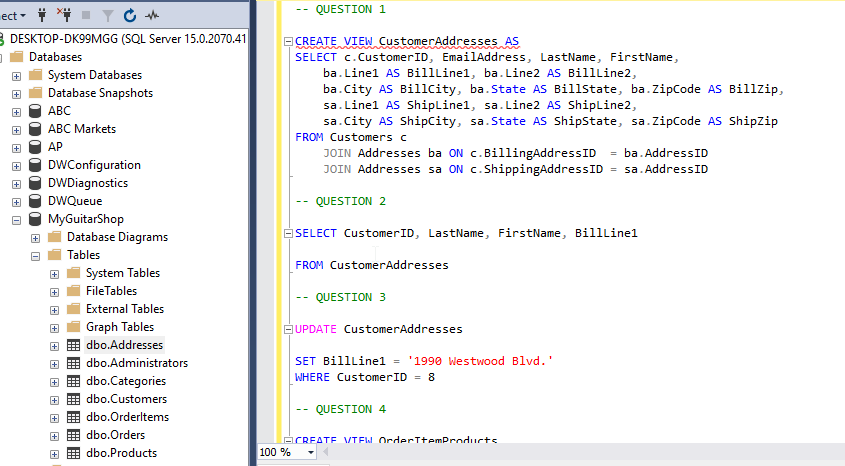 ect
DESKTOP-DK99MGG (SQL Server 15.0.2070.41
Databases
System Databases
Database Snapshots
ABC
ABC Markets
AP
DWConfiguration
DWDiagnostics
DWQueue
MyGuitarShop
Database Diagrams
Tables
System Tables
FileTables
External Tables
Graph Tables
dbo.Addresses
dbo.Administrators
dbo.Categories
dbo.Customers
dbo.OrderItems
dbo.Orders
dbo.Products
-- QUESTION 1
CREATE VIEW CustomerAddresses AS
SELECT c.CustomerID, EmailAddress, LastName, FirstName,
ba.Line1 AS BillLine1, ba.Line2 AS BillLine2,
ba.City AS BillCity, ba.State AS BillState, ba.ZipCode AS BillZip,
sa.Line1 AS ShipLine1, sa.Line2 AS ShipLine2,
sa.City AS ShipCity, sa.State AS ShipState, sa.ZipCode AS ShipZip
FROM Customers c
JOIN Addresses ba ON c.BillingAddressID = ba.AddressID
JOIN Addresses sa ON c.ShippingAddressID = sa.AddressID
-- QUESTION 2
SELECT CustomerID, LastName, FirstName, BillLine1
FROM CustomerAddresses
-- QUESTION 3
UPDATE CustomerAddresses
SET BillLine1 = '1990 Westwood Blvd.'
WHERE CustomerID = 8
-- QUESTION 4
CREATE VIEW OrderItemProducts
100 %